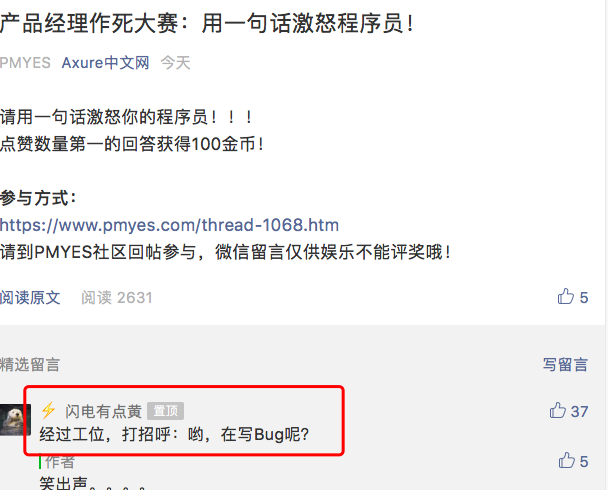 产品经理作死大赛：用一句话激怒程序员！
PMYES Axure中文网 今天
请用一句话激怒你的程序员！！！
点赞数量第一的回答获得100金币！
参与方式：
https://www.pmyes.com/thread-1068.htm
请到PMYES社区回帖参与，微信留言仅供娱乐不能评奖哦！
阅读原文 阅读 2631 5
精选留言 写留言
闪电有点黄 置顶 37
经过工位，打招呼：哟，在写Bug呢？
作者 5
笑出声。。。。